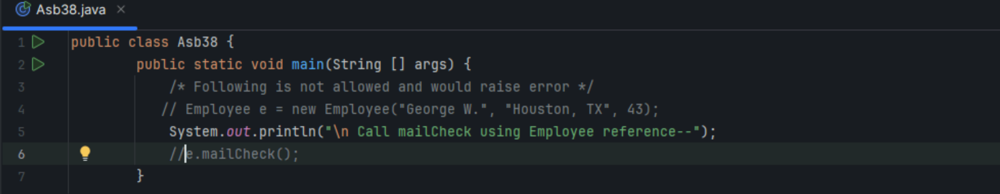 Asb38.java ×
1 public class Asb38 {
2 public static void main(String [] args) {
3 /* Following is not allowed and would raise error */
4 // Employee e = new Employee("George W.", "Houston, TX", 43);
5 System.out.println("\n Call mailCheck using Employee reference--");
6 //e.mailCheck();
7 }